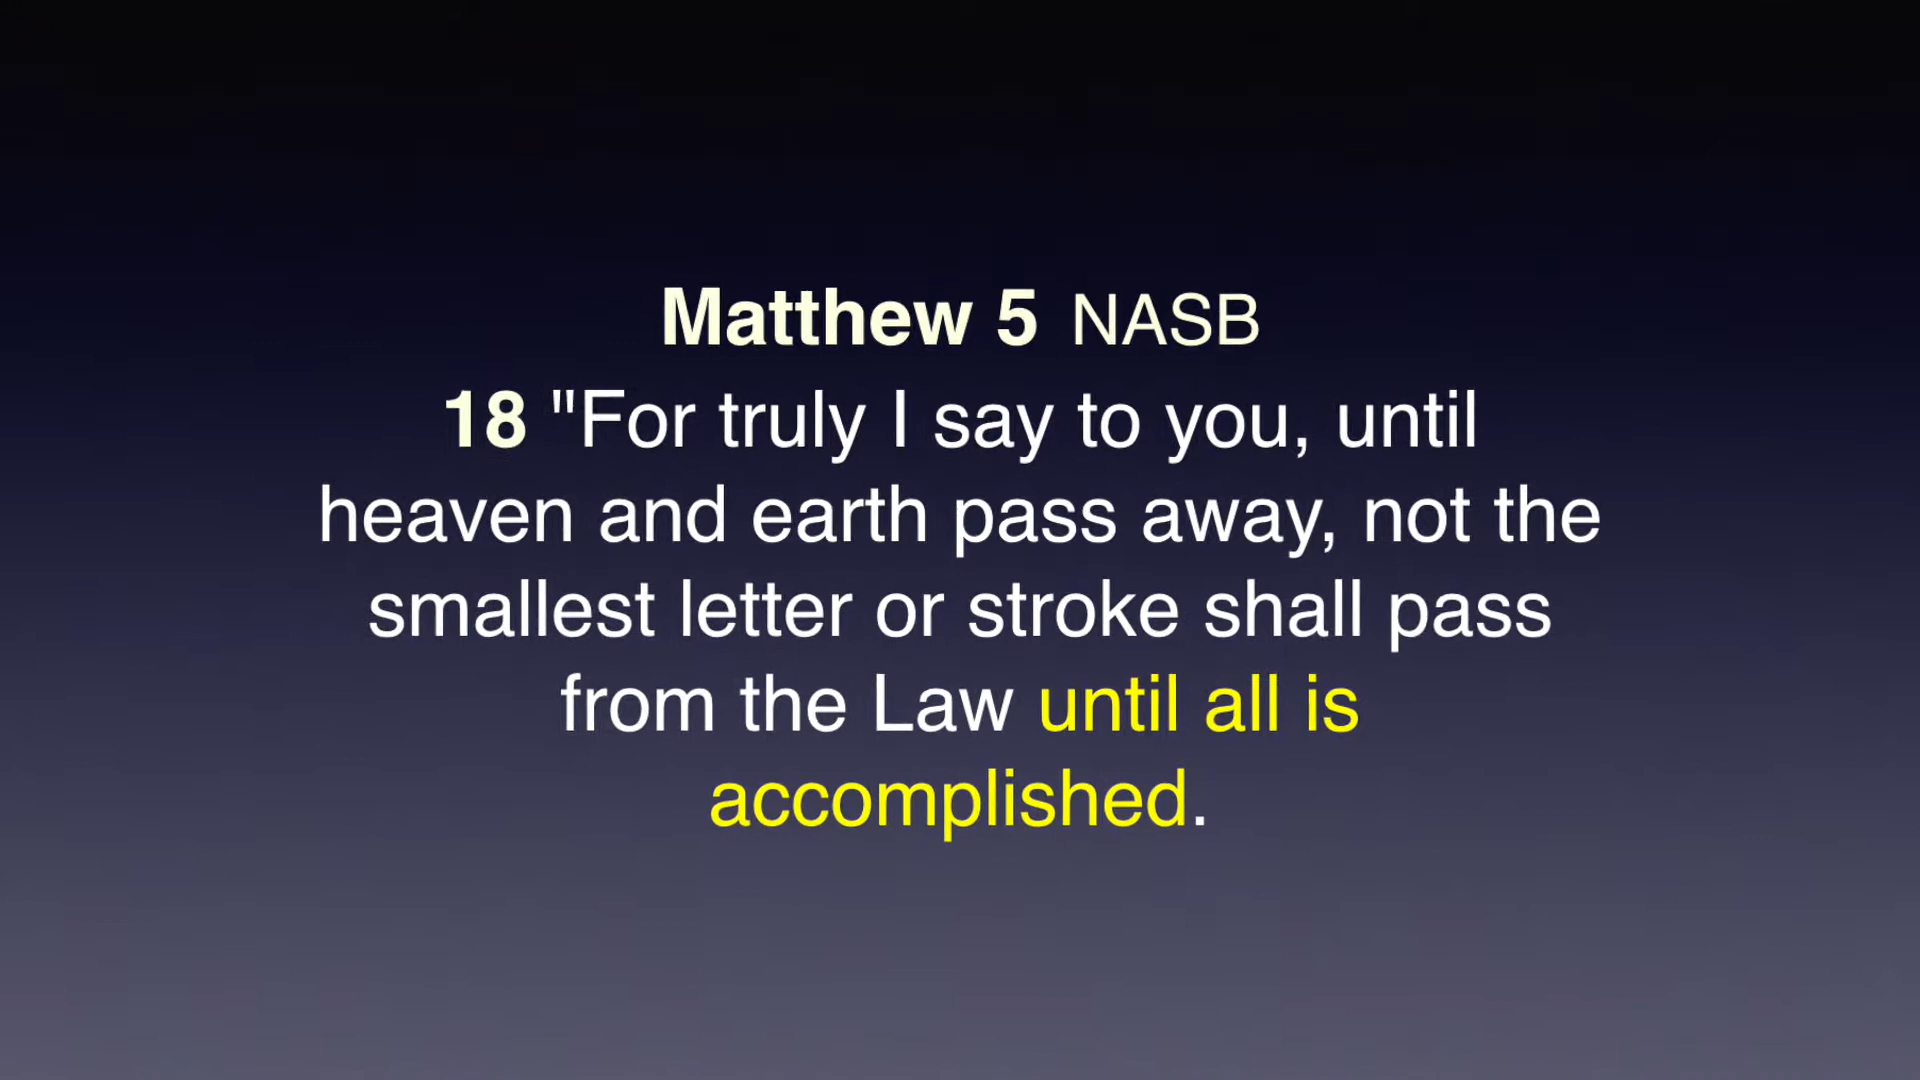 Matthew 5 NASB
18 "For truly I say to you, until
heaven and earth pass away, not the
smallest letter or stroke shall pass
from the Law until all is
accomplished.